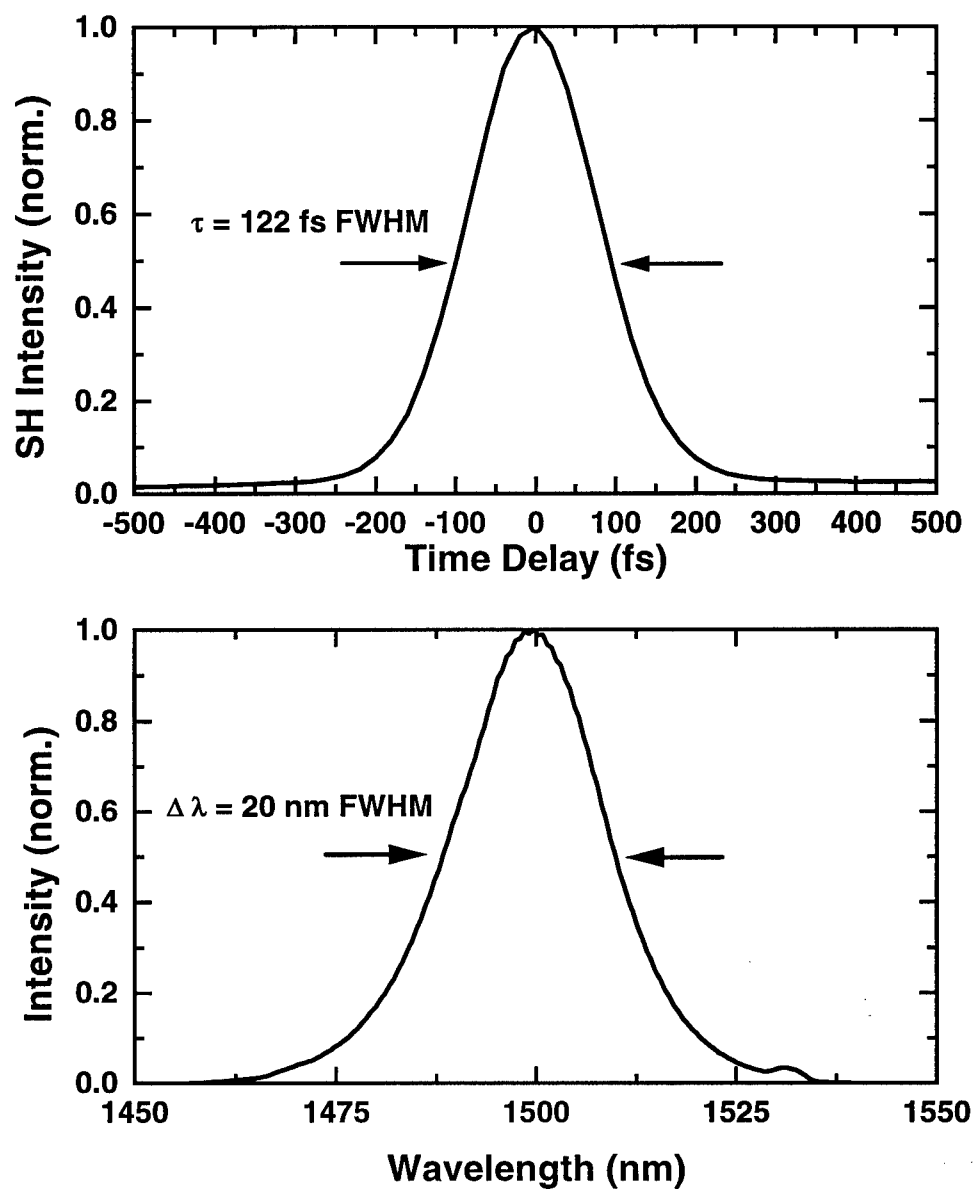 1.0
0.8
0.6
0.4
0.2
0.0
SH Intensity (norm.)
τ = 122 fs FWHM
-500 -400 -300 -200 -100 0 100 200 300 400 500
Time Delay (fs)
1.0
0.8
0.6
0.4
0.2
0.0
Intensity (norm.)
Δ λ = 20 nm FWHM
1450 1475 1500 1525 1550
Wavelength (nm)